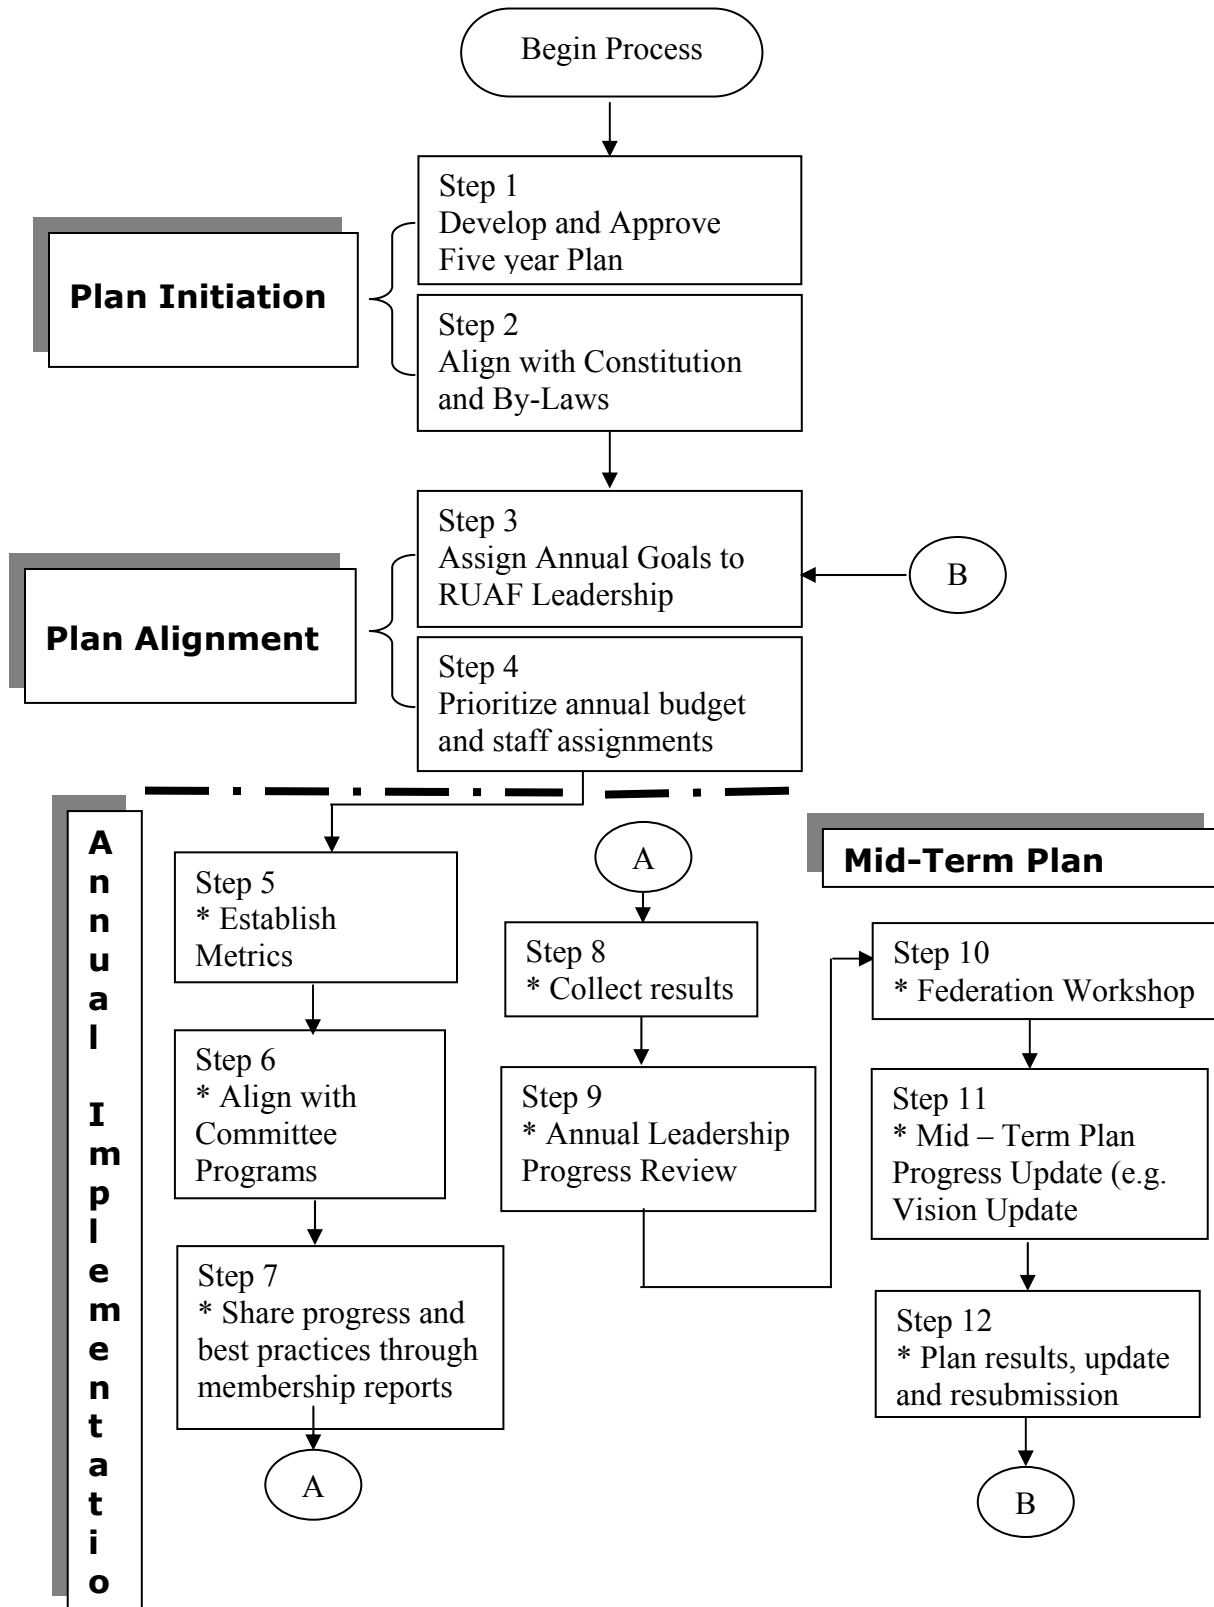 Begin Process
Step 1
Develop and Approve
Five year Plan
Plan Initiation
Step 2
Align with Constitution
and By-Laws
Step 3
Assign Annual Goals to
RUAF Leadership
B
Plan Alignment
Step 4
Prioritize annual budget
and staff assignments
Annual Implementatio
Step 5
* Establish
Metrics
Step 6
* Align with
Committee
Programs
Step 7
* Share progress and
best practices through
membership reports
A
A
Step 8
* Collect results
Step 9
* Annual Leadership
Progress Review
Mid-Term Plan
Step 10
* Federation Workshop
Step 11
* Mid – Term Plan
Progress Update (e.g.
Vision Update
Step 12
* Plan results, update
and resubmission
B